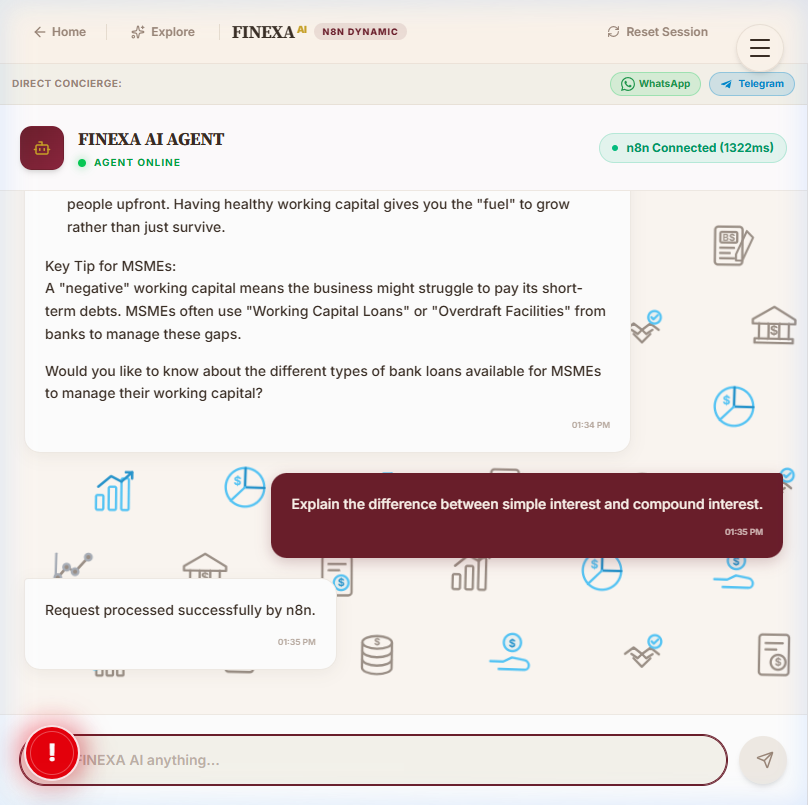 Home
Explore
FINEXA AI
N8N DYNAMIC
Reset Session
DIRECT CONCIERGE:
WhatsApp
Telegram
FINEXA AI AGENT
AGENT ONLINE
n8n Connected (1322ms)
people upfront. Having healthy working capital gives you the "fuel" to grow
rather than just survive.
Key Tip for MSMEs:
A "negative" working capital means the business might struggle to pay its short-
term debts. MSMEs often use "Working Capital Loans" or "Overdraft Facilities" from
banks to manage these gaps.
Would you like to know about the different types of bank loans available for MSMEs
to manage their working capital?
01:34 PM
Explain the difference between simple interest and compound interest.
01:35 PM
Request processed successfully by n8n.
01:35 PM
!
FINEXA AI anything...